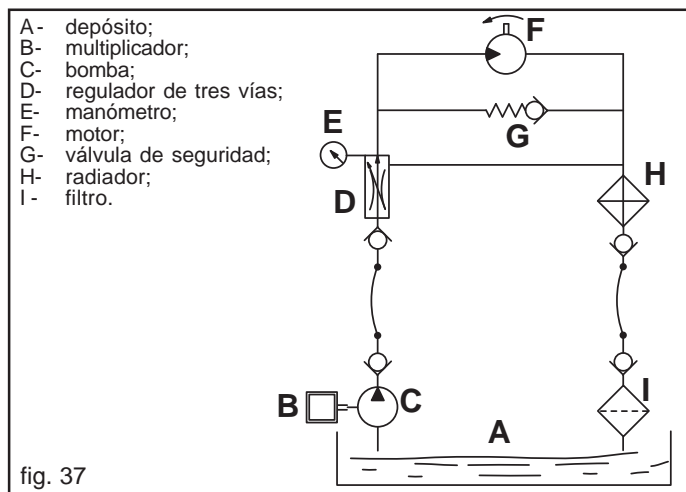 A - depósito;
B- multiplicador;
C- bomba;
D- regulador de tres vías;
E- manómetro;
F- motor;
G- válvula de seguridad;
H- radiador;
I - filtro.
F
E
G
H
D
B
C
I
A
fig. 37